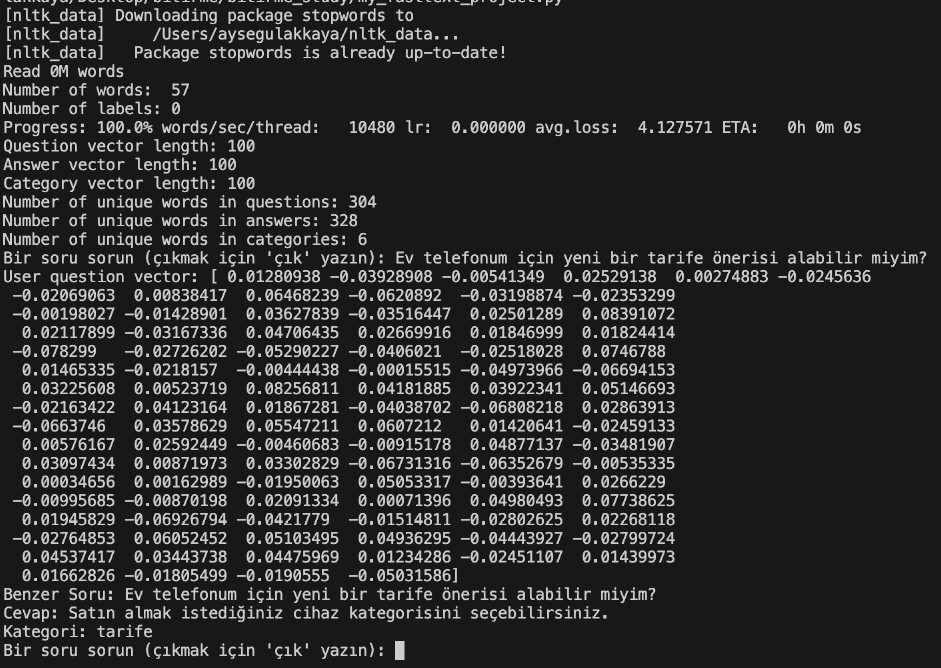 [nltk_data] Downloading package stopwords to
[nltk_data]     /Users/aysegulakkaya/nltk_data...
[nltk_data]   Package stopwords is already up-to-date!
Read 0M words
Number of words:  57
Number of labels: 0
Progress: 100.0% words/sec/thread:   10480 lr:  0.000000 avg.loss:  4.127571 ETA:   0h 0m 0s
Question vector length: 100
Answer vector length: 100
Category vector length: 100
Number of unique words in questions: 304
Number of unique words in answers: 328
Number of unique words in categories: 6
Bir soru sorun (çıkmak için 'çık' yazın): Ev telefonum için yeni bir tarife önerisi alabilir miyim?
User question vector: [ 0.01280938 -0.03928908 -0.00541349  0.02529138  0.00274883 -0.0245636
 -0.02069063  0.00838417  0.06468239 -0.0620892  -0.03198874 -0.02353299
 -0.00198027 -0.01428901  0.03627839 -0.03516447  0.02501289  0.08391072
  0.02117899 -0.03167336  0.04706435  0.02669916  0.01846999  0.01824414
 -0.078299   -0.02726202 -0.05290227 -0.0406021  -0.02518028  0.0746788
  0.01465335 -0.0218157  -0.00444438 -0.00015515 -0.04973966 -0.06694153
  0.03225608  0.00523719  0.08256811  0.04181885  0.03922341  0.05146693
 -0.02163422  0.04123164  0.01867281 -0.04038702 -0.06808218  0.02863913
 -0.0663746   0.03578629  0.05547211  0.0607212   0.01420641 -0.02459133
  0.00576167  0.02592449 -0.00460683 -0.00915178  0.04877137 -0.03481907
  0.03097434  0.00871973  0.03302829 -0.06731316 -0.06352679 -0.00535335
  0.00034656  0.00162989 -0.01950063  0.05053317 -0.00393641  0.0266229
 -0.00995685 -0.00870198  0.02091334  0.00071396  0.04980493  0.07738625
  0.01945829 -0.06926794 -0.0421779  -0.01514811 -0.02802625  0.02268118
 -0.02764853  0.06052452  0.05103495  0.04936295 -0.04443927 -0.02799724
  0.04537417  0.03443738  0.04475969  0.01234286 -0.02451107  0.01439973
  0.01662826 -0.01805499 -0.0190555  -0.05031586]
Benzer Soru: Ev telefonum için yeni bir tarife önerisi alabilir miyim?
Cevap: Satın almak istediğiniz cihaz kategorisini seçebilirsiniz.
Kategori: tarife
Bir soru sorun (çıkmak için 'çık' yazın):